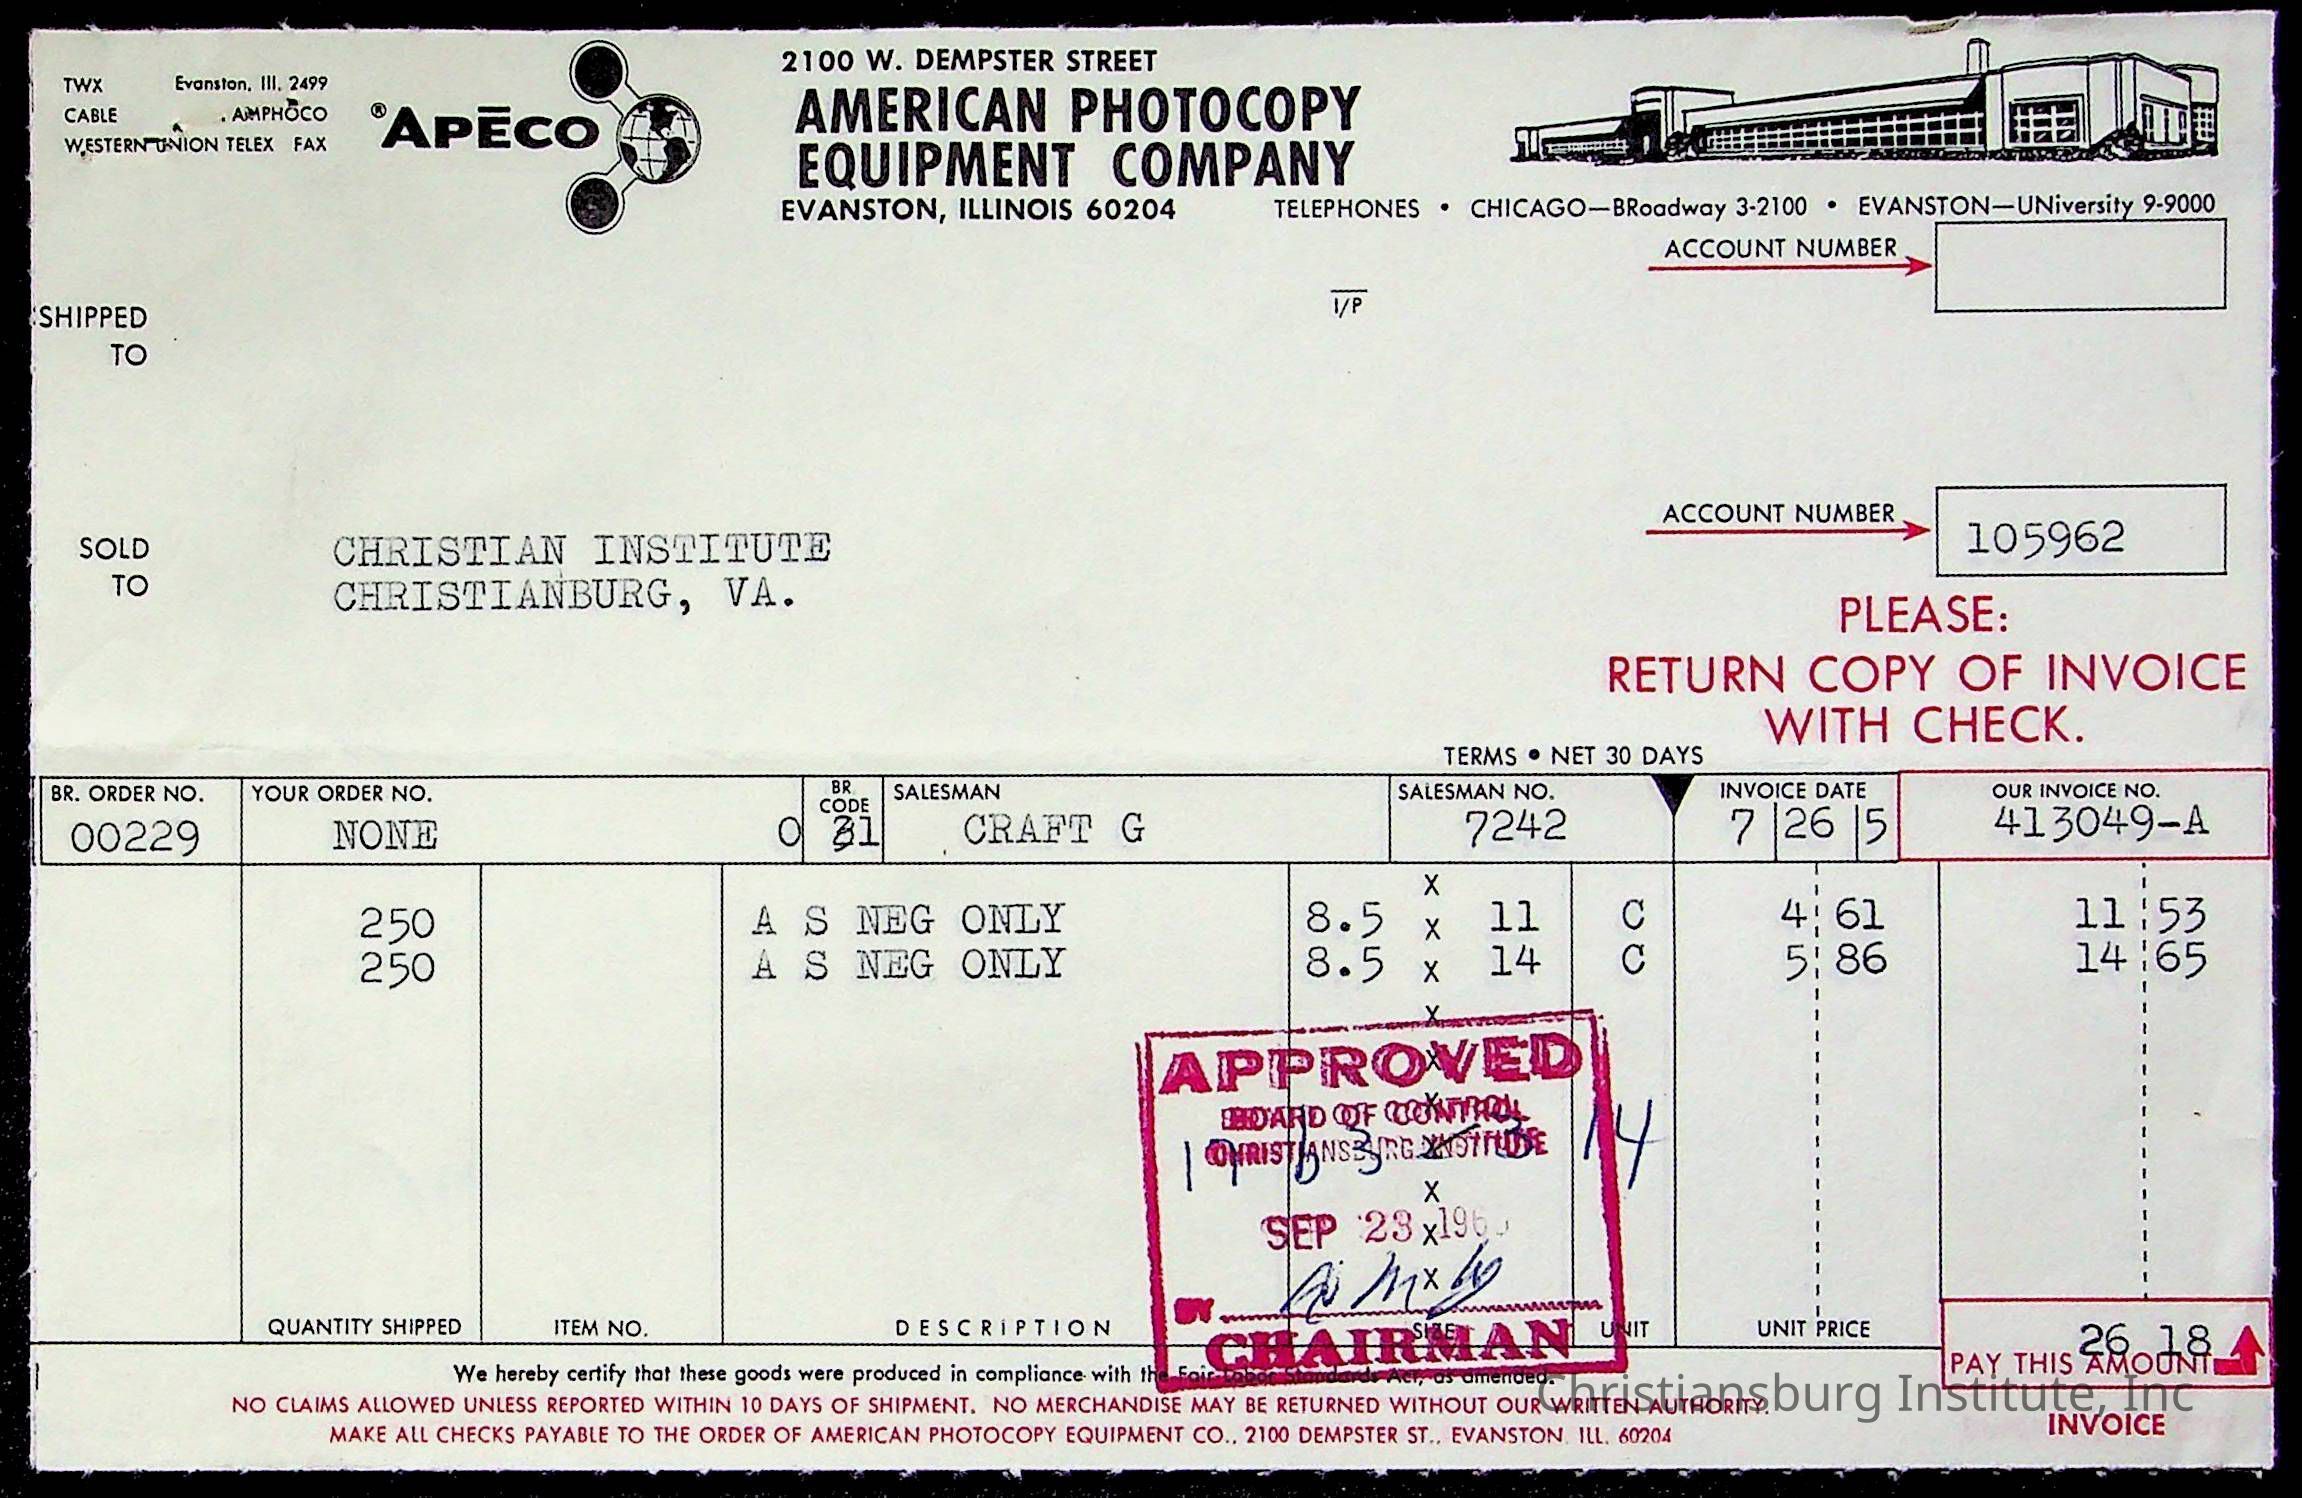 TWX Evanston, Ill. 2499
CABLE AMPHOCO
WESTERN UNION TELEX FAX
® APĒCO
2100 W. DEMPSTER STREET
AMERICAN PHOTOCOPY
EQUIPMENT COMPANY
EVANSTON, ILLINOIS 60204
TELEPHONES • CHICAGO—BRoadway 3-2100 • EVANSTON—UNiversity 9-9000
ACCOUNT NUMBER
I/P
SHIPPED
TO
ACCOUNT NUMBER 105962
SOLD
TO
CHRISTIAN INSTITUTE
CHRISTIANBURG, VA.
PLEASE:
RETURN COPY OF INVOICE
WITH CHECK.
TERMS • NET 30 DAYS
BR. ORDER NO. YOUR ORDER NO. BR. CODE SALESMAN SALESMAN NO. INVOICE DATE OUR INVOICE NO.
00229 NONE 0 31 CRAFT G 7242 7 26 5 413049-A
X
250 A S NEG ONLY 8.5 X 11 C 4 61 11 53
250 A S NEG ONLY 8.5 X 14 C 5 86 14 65
X
APPROVED
BOARD OF CONTROL
CHRISTIANSBURG INSTITUTE
14
X
SEP 23 196
X
X
BY
CHAIRMAN
QUANTITY SHIPPED ITEM NO. DESCRIPTION SIZE UNIT UNIT PRICE
26 18
PAY THIS AMOUNT
We hereby certify that these goods were produced in compliance with the Fair Labor Standards Act, as amended.
NO CLAIMS ALLOWED UNLESS REPORTED WITHIN 10 DAYS OF SHIPMENT. NO MERCHANDISE MAY BE RETURNED WITHOUT OUR WRITTEN AUTHORITY.
Christiansburg Institute, Inc
INVOICE
MAKE ALL CHECKS PAYABLE TO THE ORDER OF AMERICAN PHOTOCOPY EQUIPMENT CO., 2100 DEMPSTER ST., EVANSTON, ILL. 60204